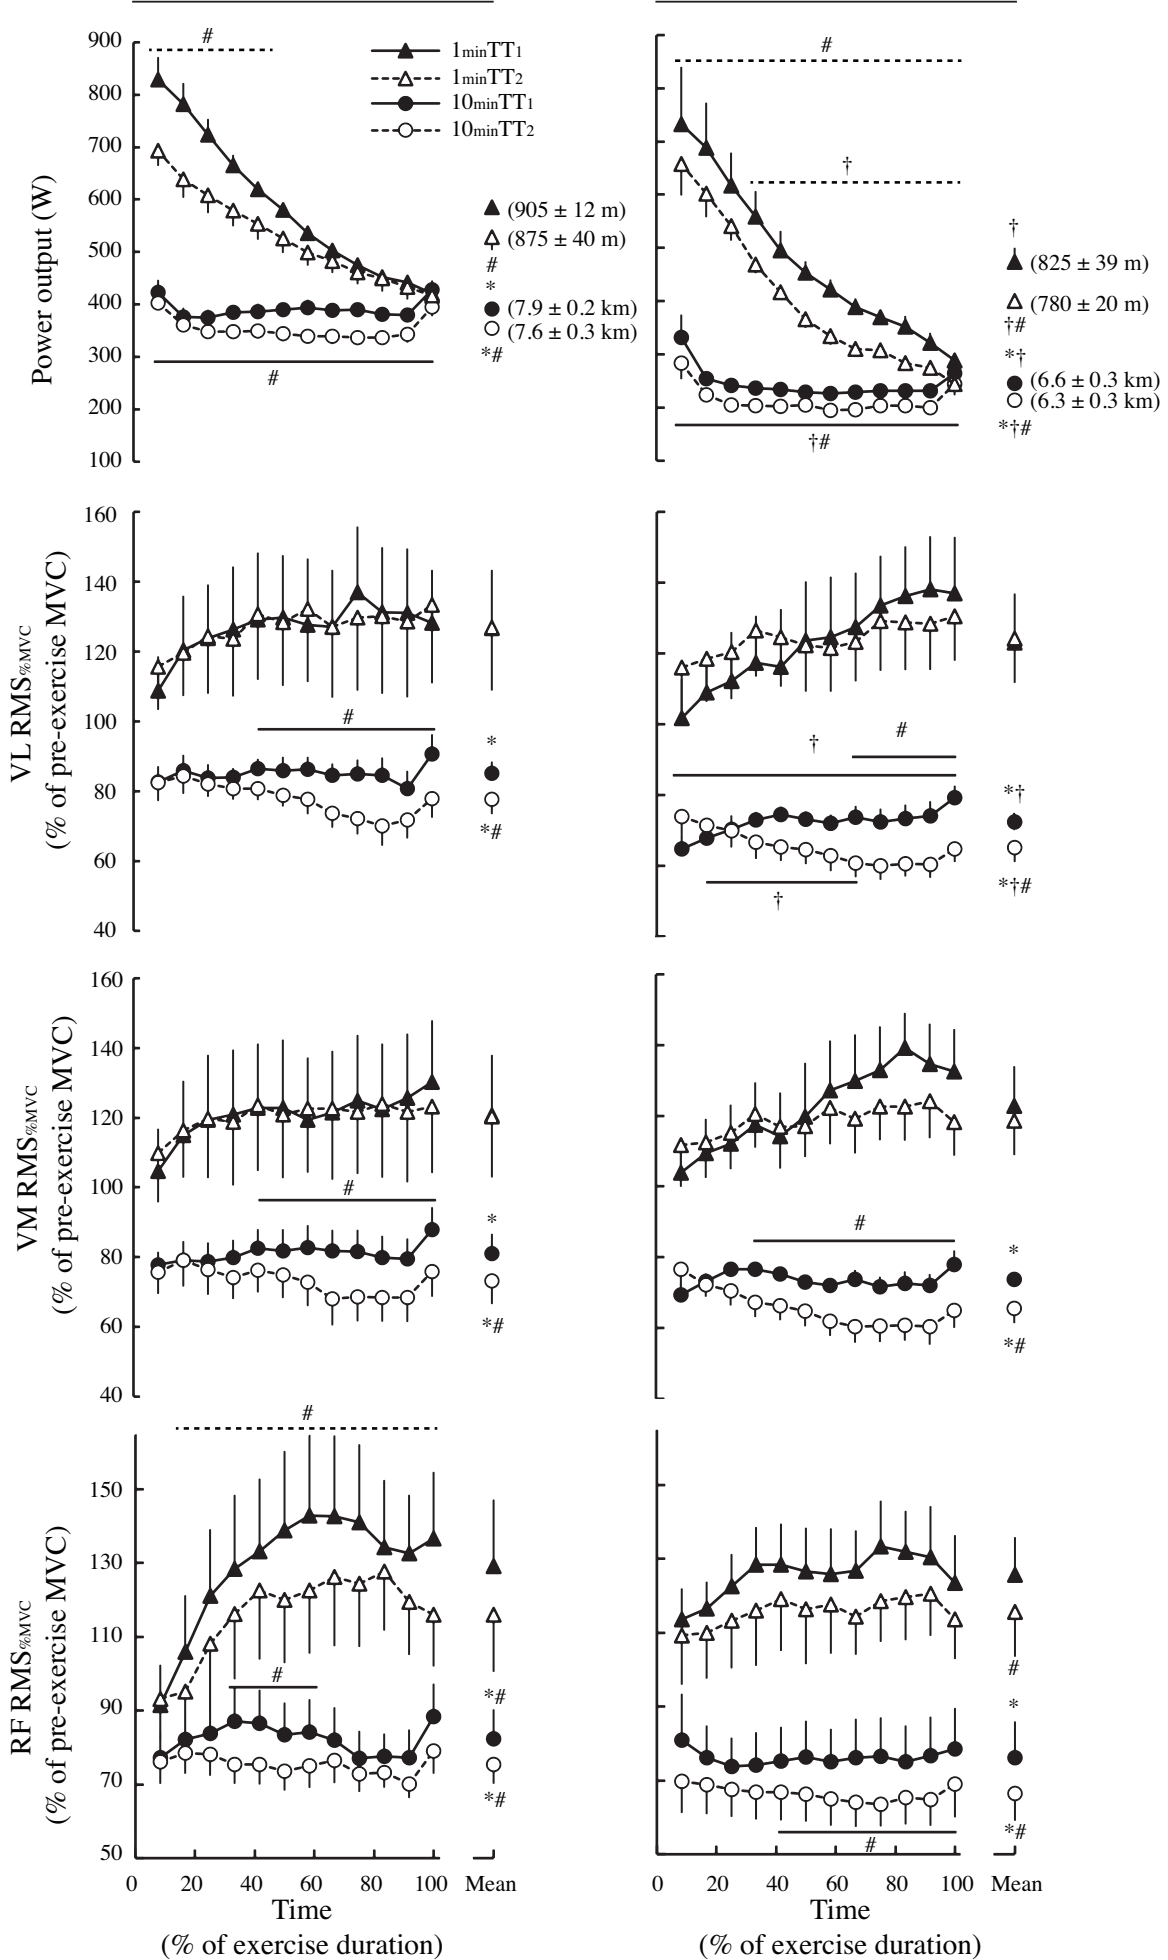 900
800
700
600
500
400
300
200
100
Power output (W)
#
1minTT1
1minTT2
10minTT1
10minTT2
(905 ± 12 m)
(875 ± 40 m)
#
*
(7.9 ± 0.2 km)
(7.6 ± 0.3 km)
*#
#
#
†
†
(825 ± 39 m)
(780 ± 20 m)
†#
*†
(6.6 ± 0.3 km)
(6.3 ± 0.3 km)
*†#
†#
160
140
120
100
80
60
40
VL RMS%MVC
(% of pre-exercise MVC)
#
*
*#
#
†
*†
*†#
†
160
140
120
100
80
60
40
VM RMS%MVC
(% of pre-exercise MVC)
#
*
*#
#
*
*#
150
130
110
90
70
50
RF RMS%MVC
(% of pre-exercise MVC)
#
#
*#
*#
#
*
*#
#
0 20 40 60 80 100 Mean
Time
(% of exercise duration)
0 20 40 60 80 100 Mean
Time
(% of exercise duration)